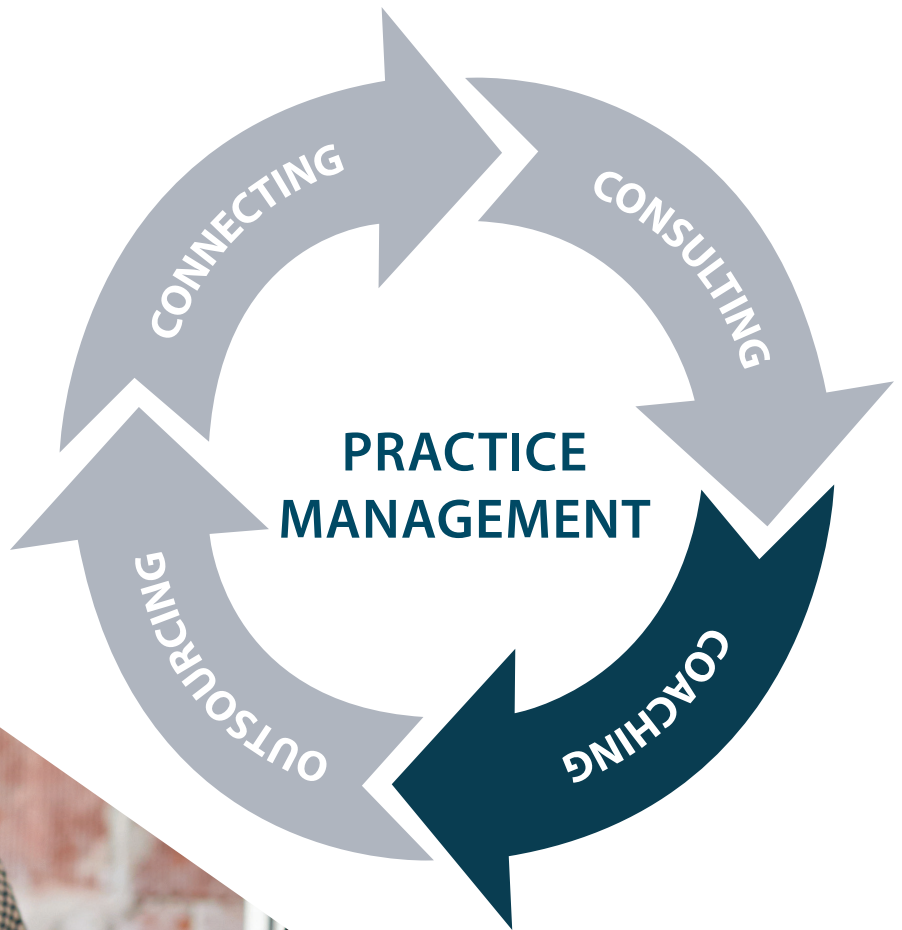 CONNECTING
CONSULTING
PRACTICE
MANAGEMENT
COACHING
OUTSOURCING